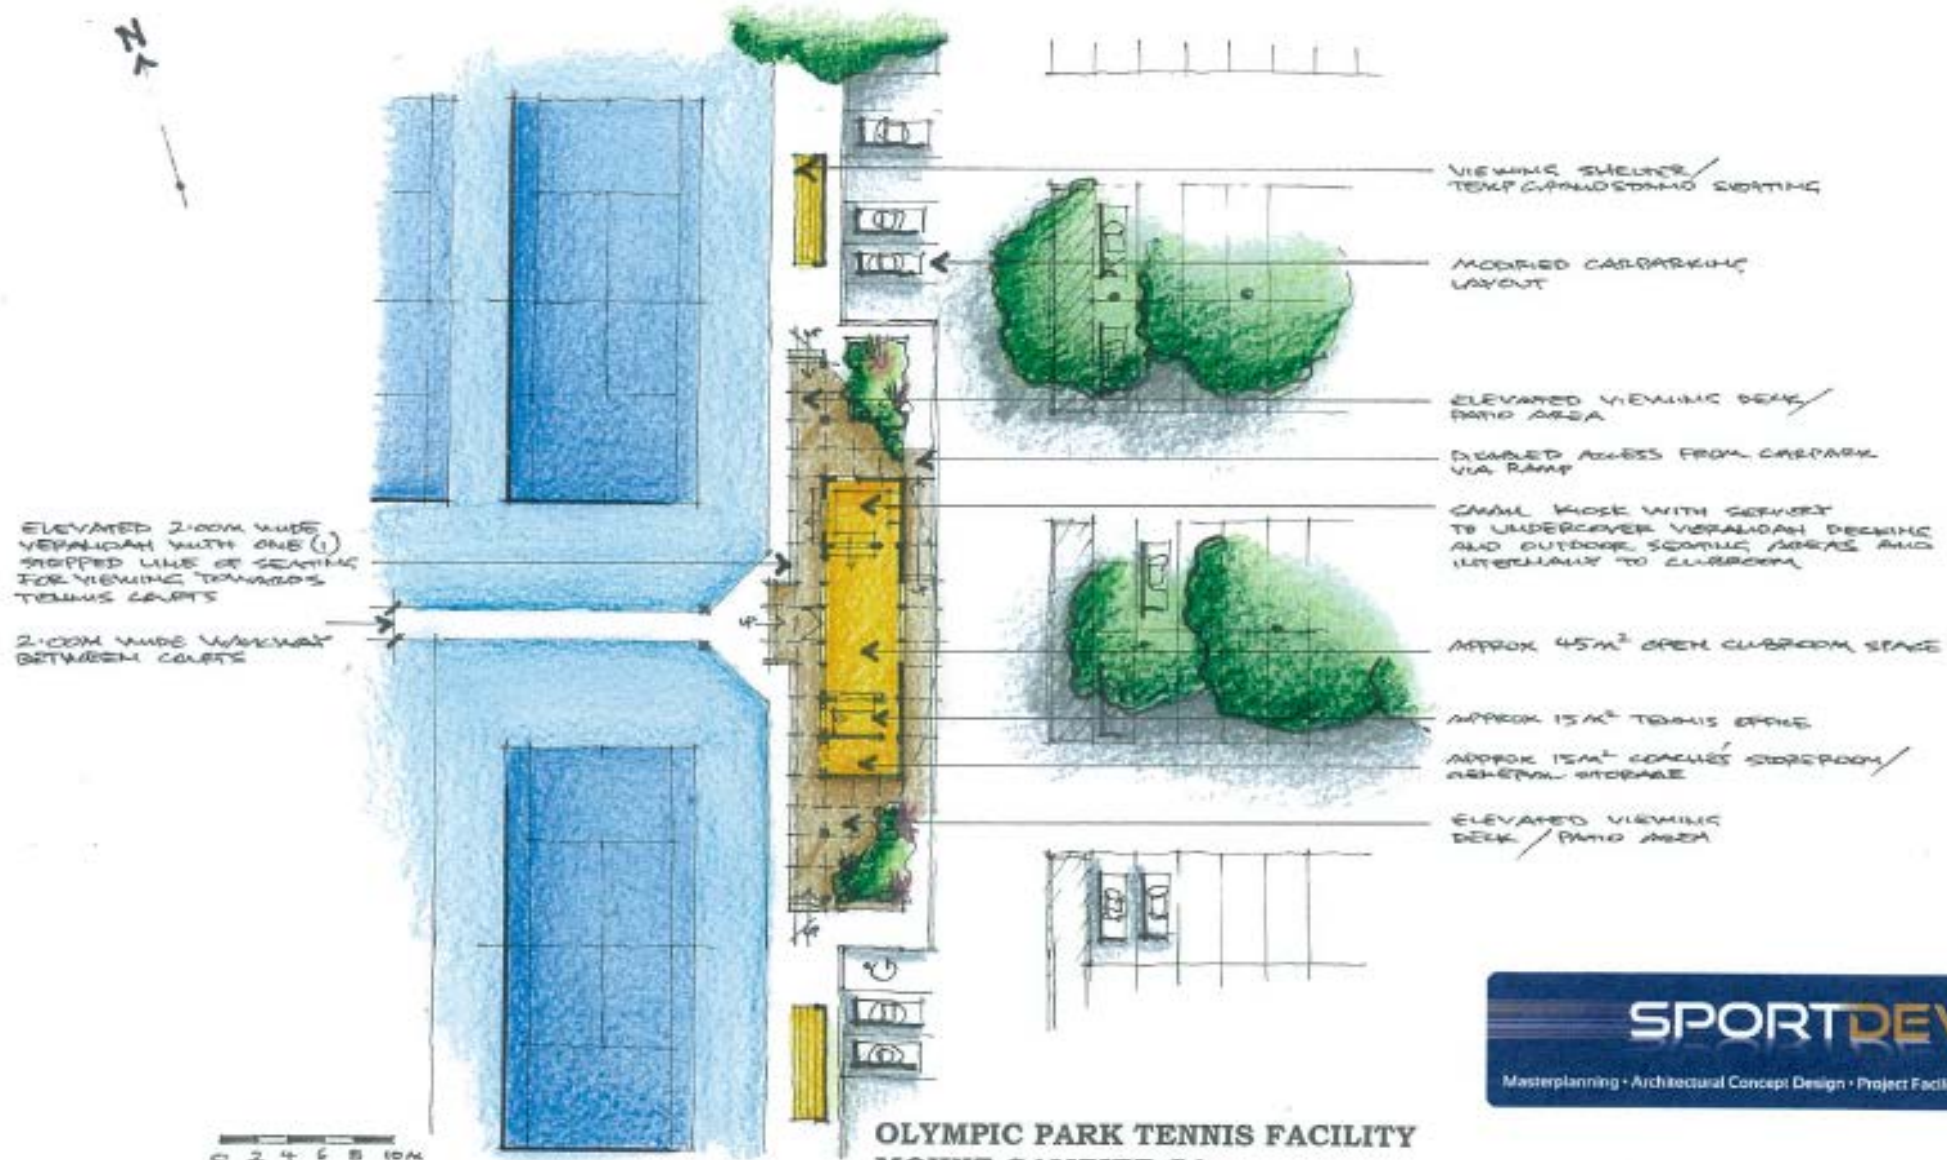 N
VIEWING SHELTER/
TEMP GRANDSTAND SEATING
MODIFIED CARPARKING
LAYOUT
ELEVATED VIEWING DECK/
PATIO AREA
DISABLED ACCESS FROM CARPARK
VIA RAMP
SMALL KIOSK WITH SERVERY
TO UNDERCOVER VERANDAH DECKING
AND OUTDOOR SEATING AREAS AND
INTERNALLY TO CLUBROOM
ELEVATED 2.00M WIDE
VERANDAH WITH ONE (1)
STEPPED LINE OF SEATING
FOR VIEWING TOWARDS
TENNIS COURTS
2.00M WIDE WALKWAY
BETWEEN COURTS
UP
UP
UP
APPROX 45M² OPEN CLUBROOM SPACE
APPROX 15M² TENNIS OFFICE
APPROX 15M² COACHES STOREROOM/
GENERAL STORAGE
ELEVATED VIEWING
DECK / PATIO AREA
SPORTDEV
Masterplanning • Architectural Concept Design • Project Facil
0 2 4 6 8 10M
OLYMPIC PARK TENNIS FACILITY